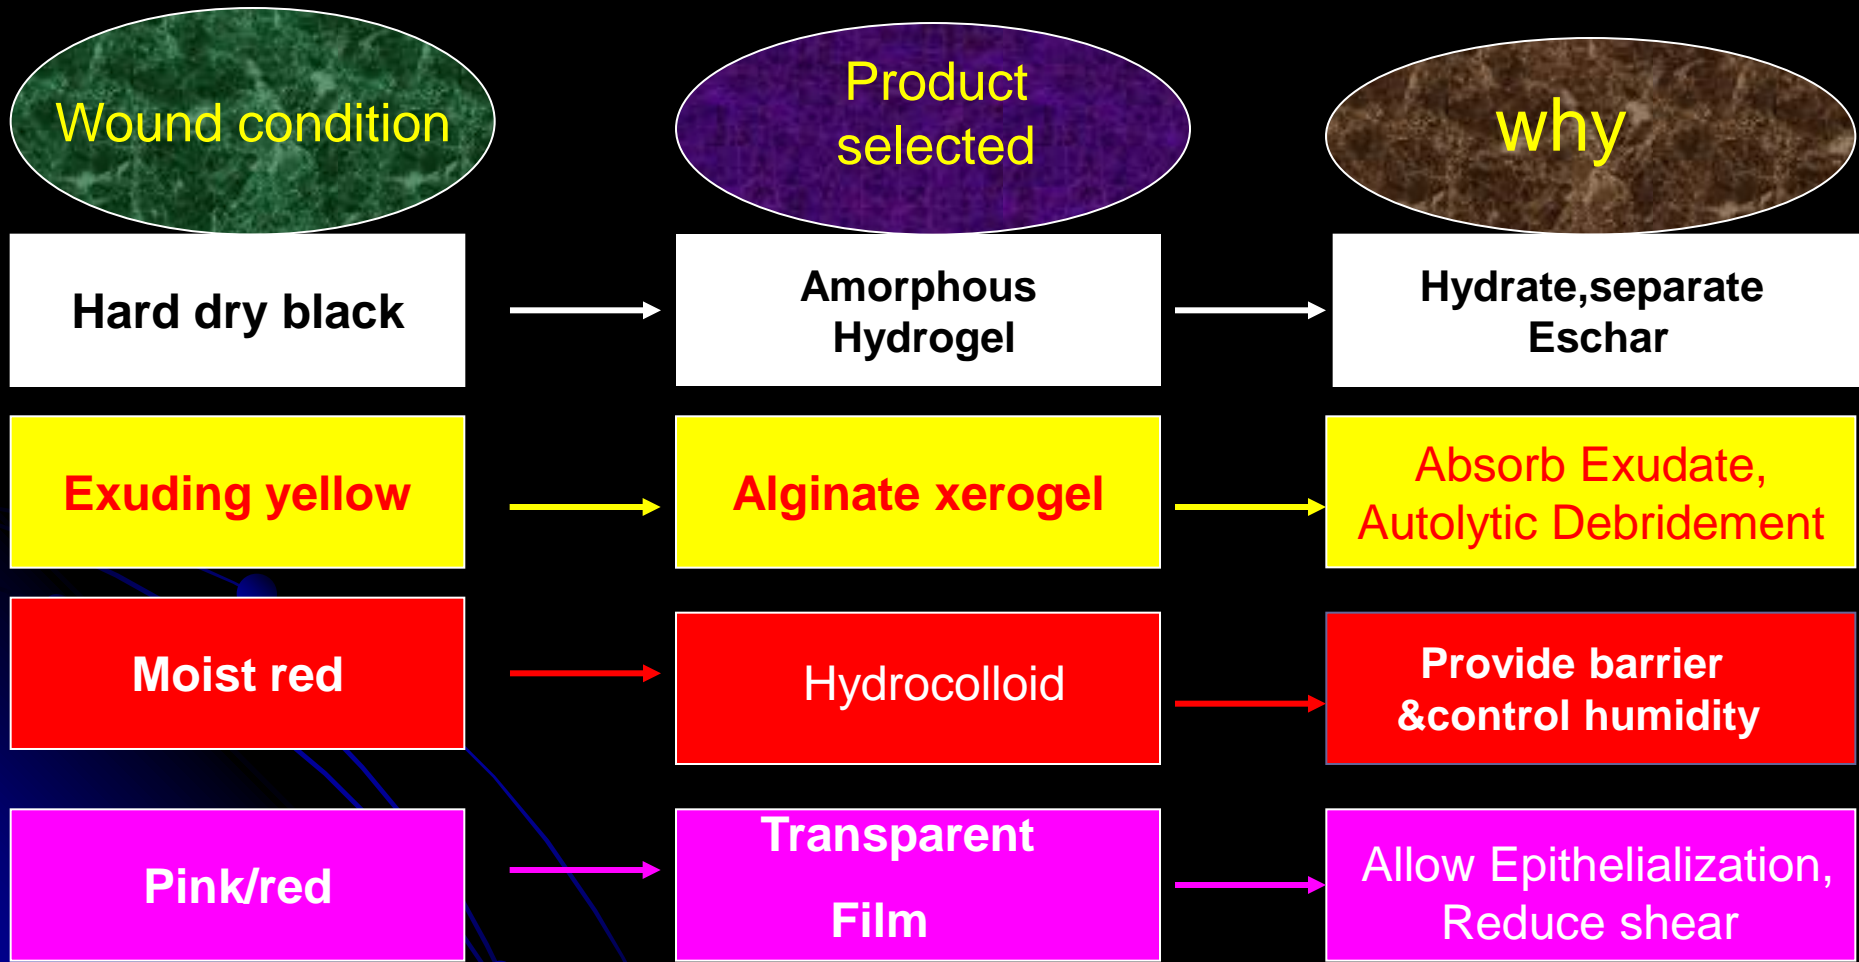 Wound condition
Product
selected
why
Hard dry black
Amorphous
Hydrogel
Hydrate,separate
Eschar
Exuding yellow
Alginate xerogel
Absorb Exudate,
Autolytic Debridement
Moist red
Hydrocolloid
Provide barrier
&control humidity
Pink/red
Transparent
Film
Allow Epithelialization,
Reduce shear